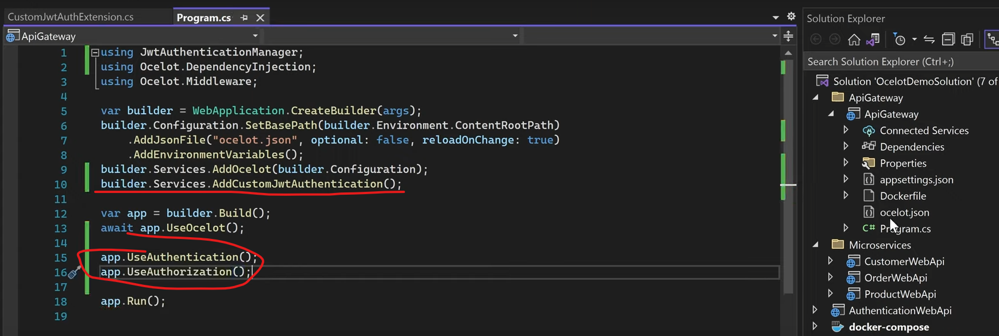 CustomJwtAuthExtension.cs
Program.cs
ApiGateway
1 using JwtAuthenticationManager;
2 using Ocelot.DependencyInjection;
3 using Ocelot.Middleware;
4
5 var builder = WebApplication.CreateBuilder(args);
6 builder.Configuration.SetBasePath(builder.Environment.ContentRootPath)
7 .AddJsonFile("ocelot.json", optional: false, reloadOnChange: true)
8 .AddEnvironmentVariables();
9 builder.Services.AddOcelot(builder.Configuration);
10 builder.Services.AddCustomJwtAuthentication();
11
12 var app = builder.Build();
13 await app.UseOcelot();
14
15 app.UseAuthentication();
16 app.UseAuthorization();
17
18 app.Run();
19
Solution Explorer
Search Solution Explorer (Ctrl+;)
Solution 'OcelotDemoSolution' (7 of
ApiGateway
ApiGateway
Connected Services
Dependencies
Properties
appsettings.json
Dockerfile
ocelot.json
C# Program.cs
Microservices
CustomerWebApi
OrderWebApi
ProductWebApi
AuthenticationWebApi
docker-compose